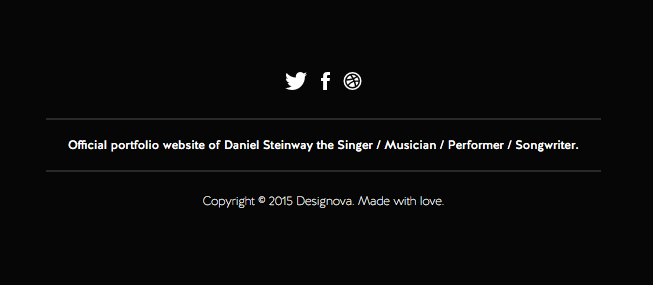 Official portfolio website of Daniel Steinway the Singer / Musician / Performer / Songwriter.
Copyright © 2015 Designova. Made with love.